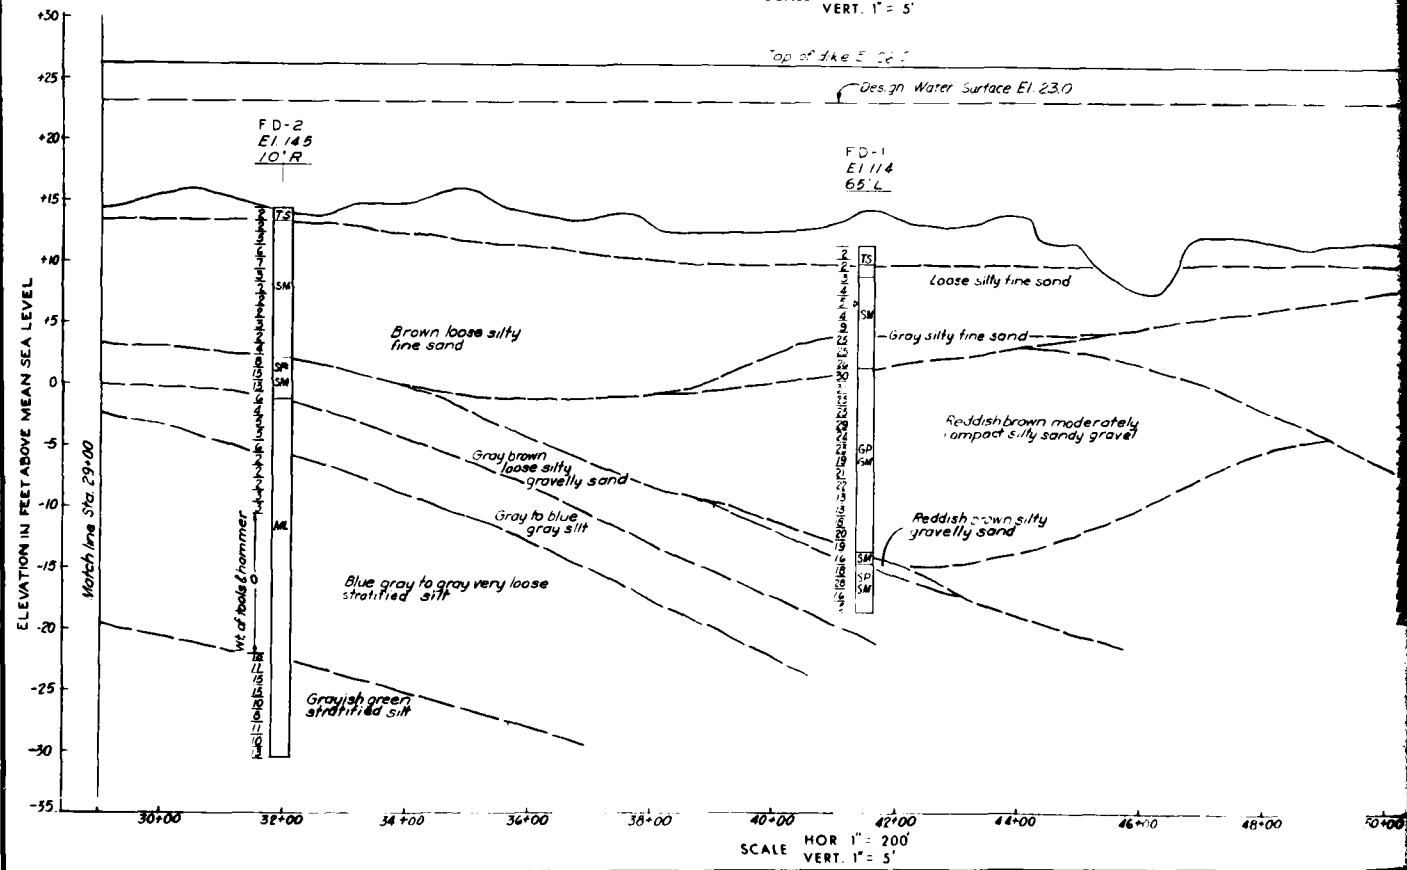 VERT. 1" = 5'
+30
Top of dike
+25
Design Water Surface El. 23.0
+20
FD-2
El. 14.5
10' R
FD-1
El 11.4
65' L
+15
TS
+10
TS
Loose silty fine sand
SM
SM
+5
Brown loose silty
fine sand
Gray silty fine sand
SP
0
SM
Reddish brown moderately
compact silty sandy gravel
-5
GP
GM
Gray brown
loose silty
gravelly sand
-10
Gray to blue
gray silt
Reddish brown silty
gravelly sand
ML
-15
SM
SP
SM
Blue gray to gray very loose
stratified silt
0
-20
-25
Grayish green
stratified silt
-30
-35
ELEVATION IN FEET ABOVE MEAN SEA LEVEL
Match line Sta. 29+00
Wt. of tools & hammer
30+00 32+00 34+00 36+00 38+00 40+00 42+00 44+00 46+00 48+00 50+00
SCALE HOR 1" = 200'
VERT. 1" = 5'